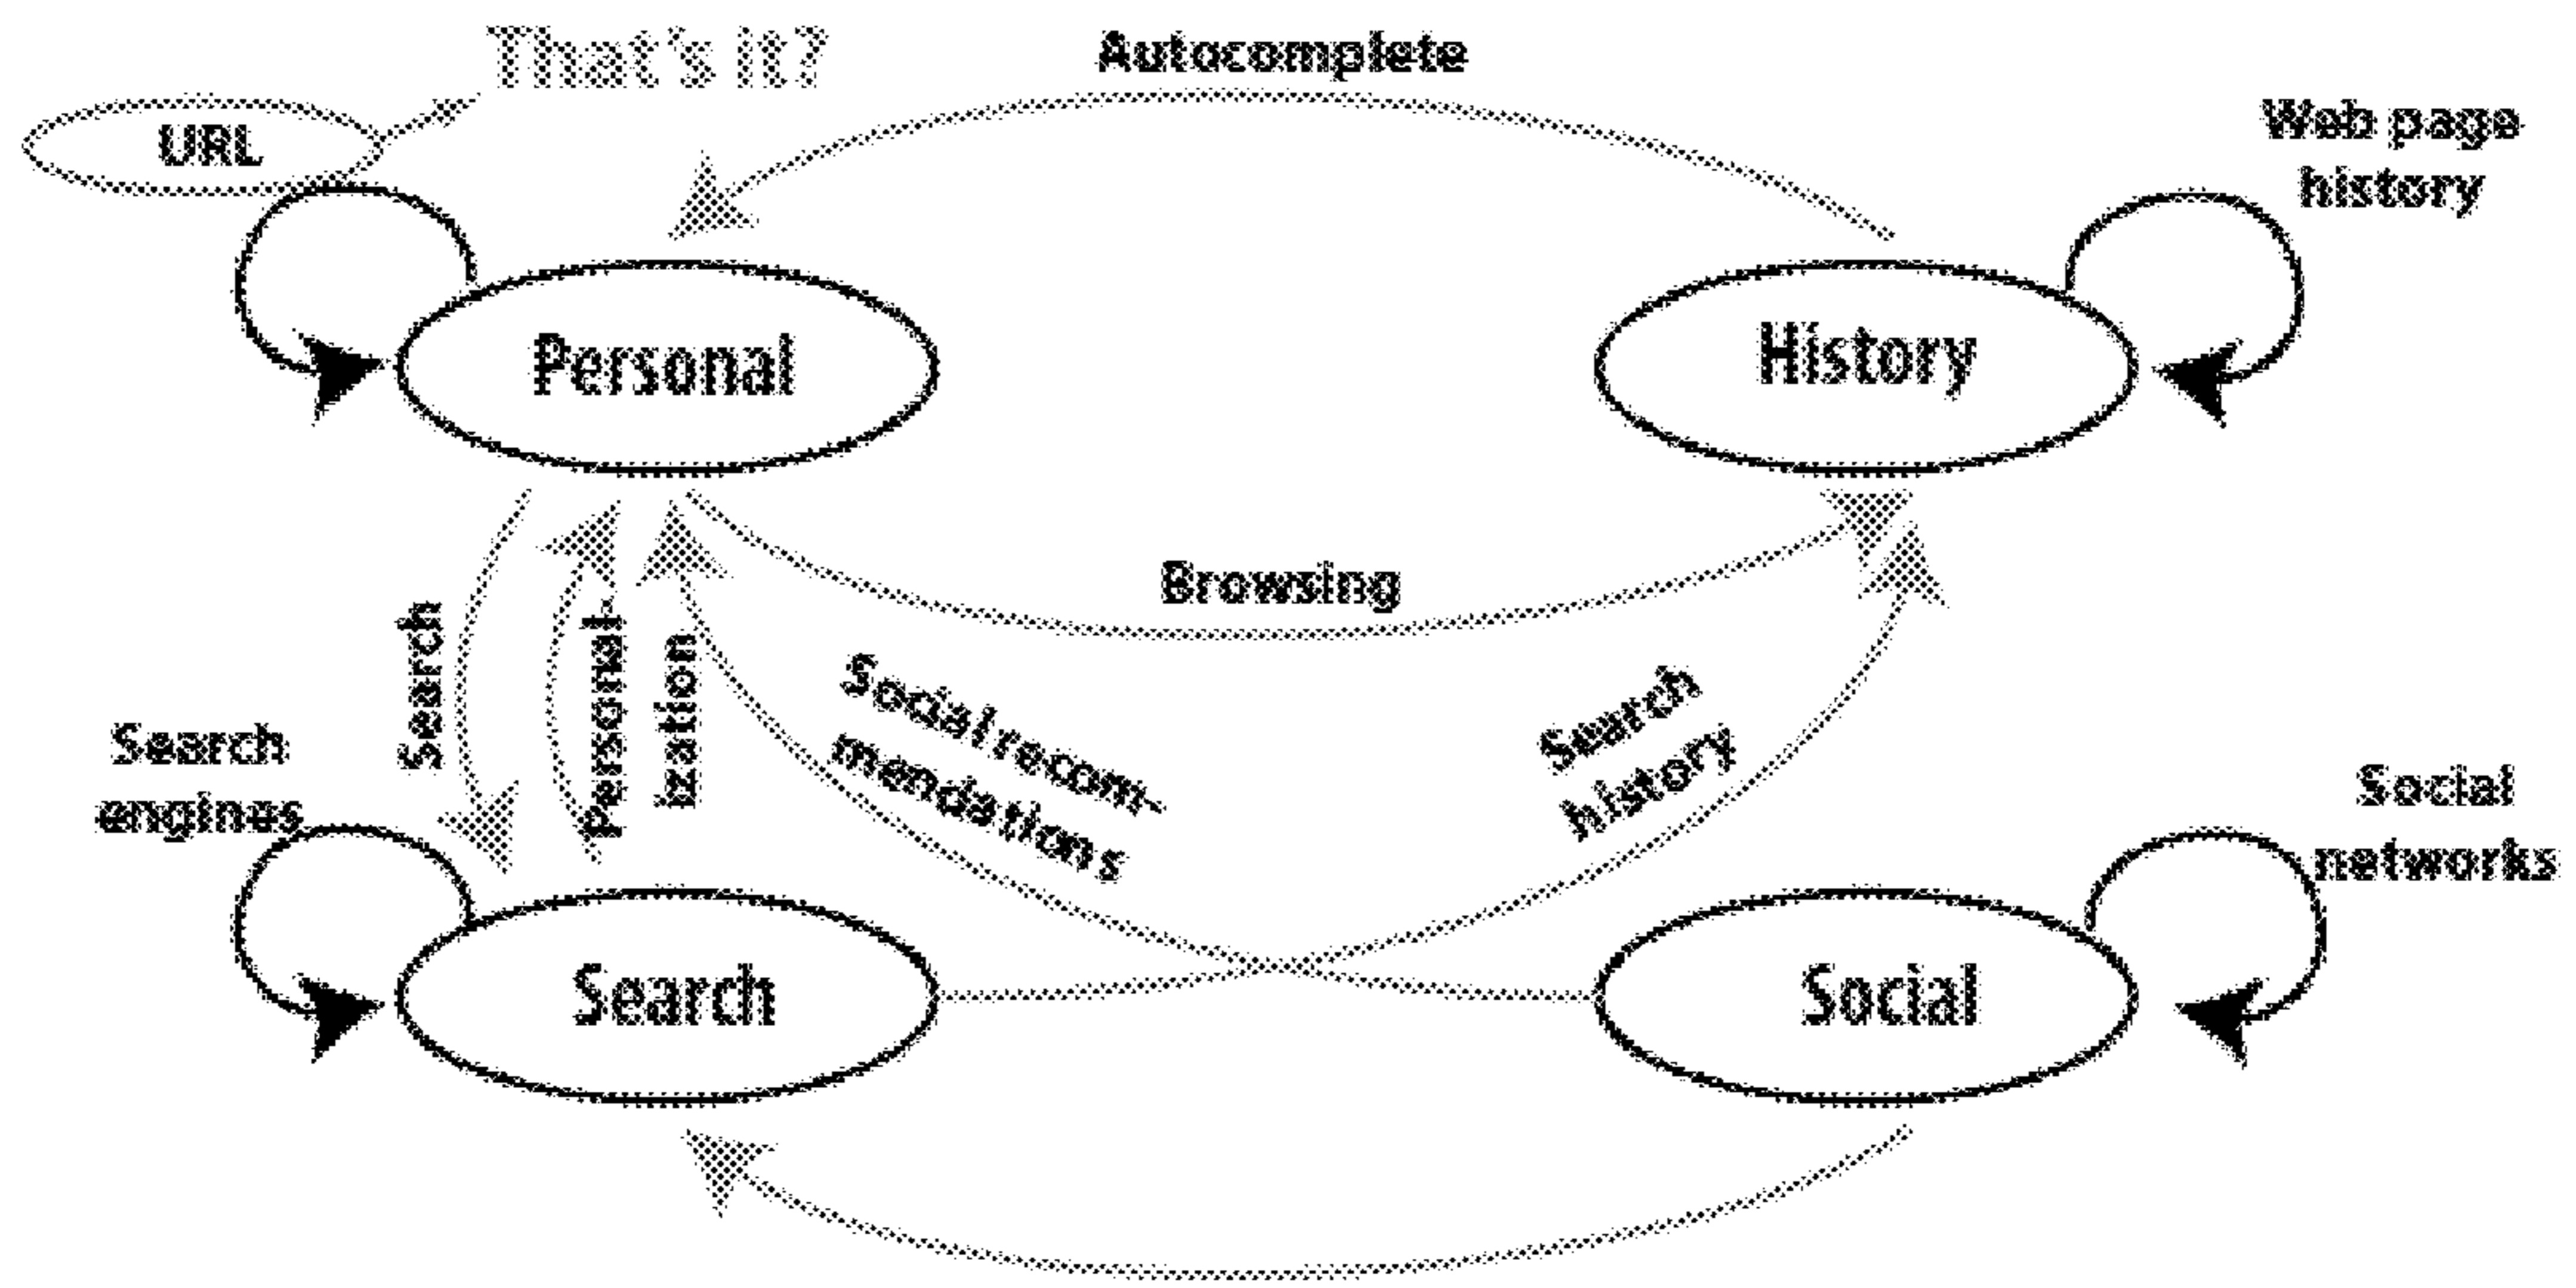 That's it?
Autocomplete
URL
Web page
history
Personal
History
Browsing
Search
Personal-
ization
Social recom-
mendations
Search
history
Search
engines
Social
networks
Search
Social